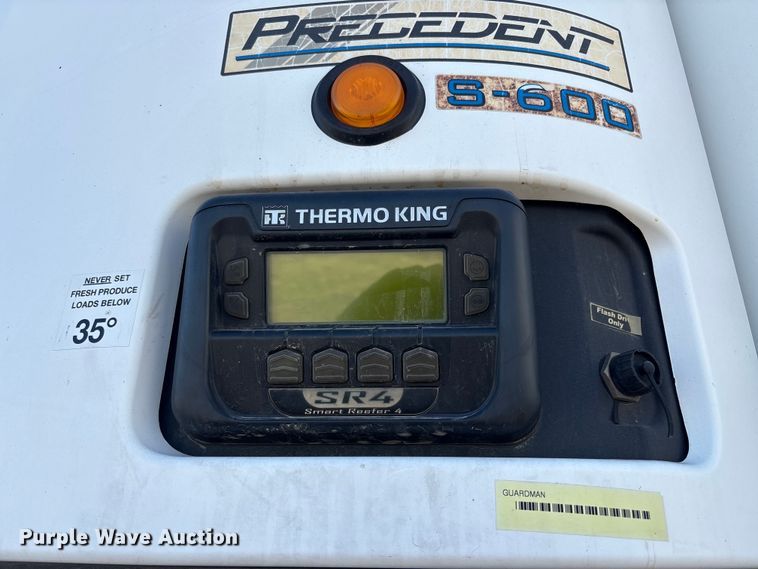 PRECEDENT
S-600
TK THERMO KING
NEVER SET
FRESH PRODUCE
LOADS BELOW
35°
Flash Drive
Only
SR4
Smart Reefer 4
GUARDMAN
Purple Wave Auction